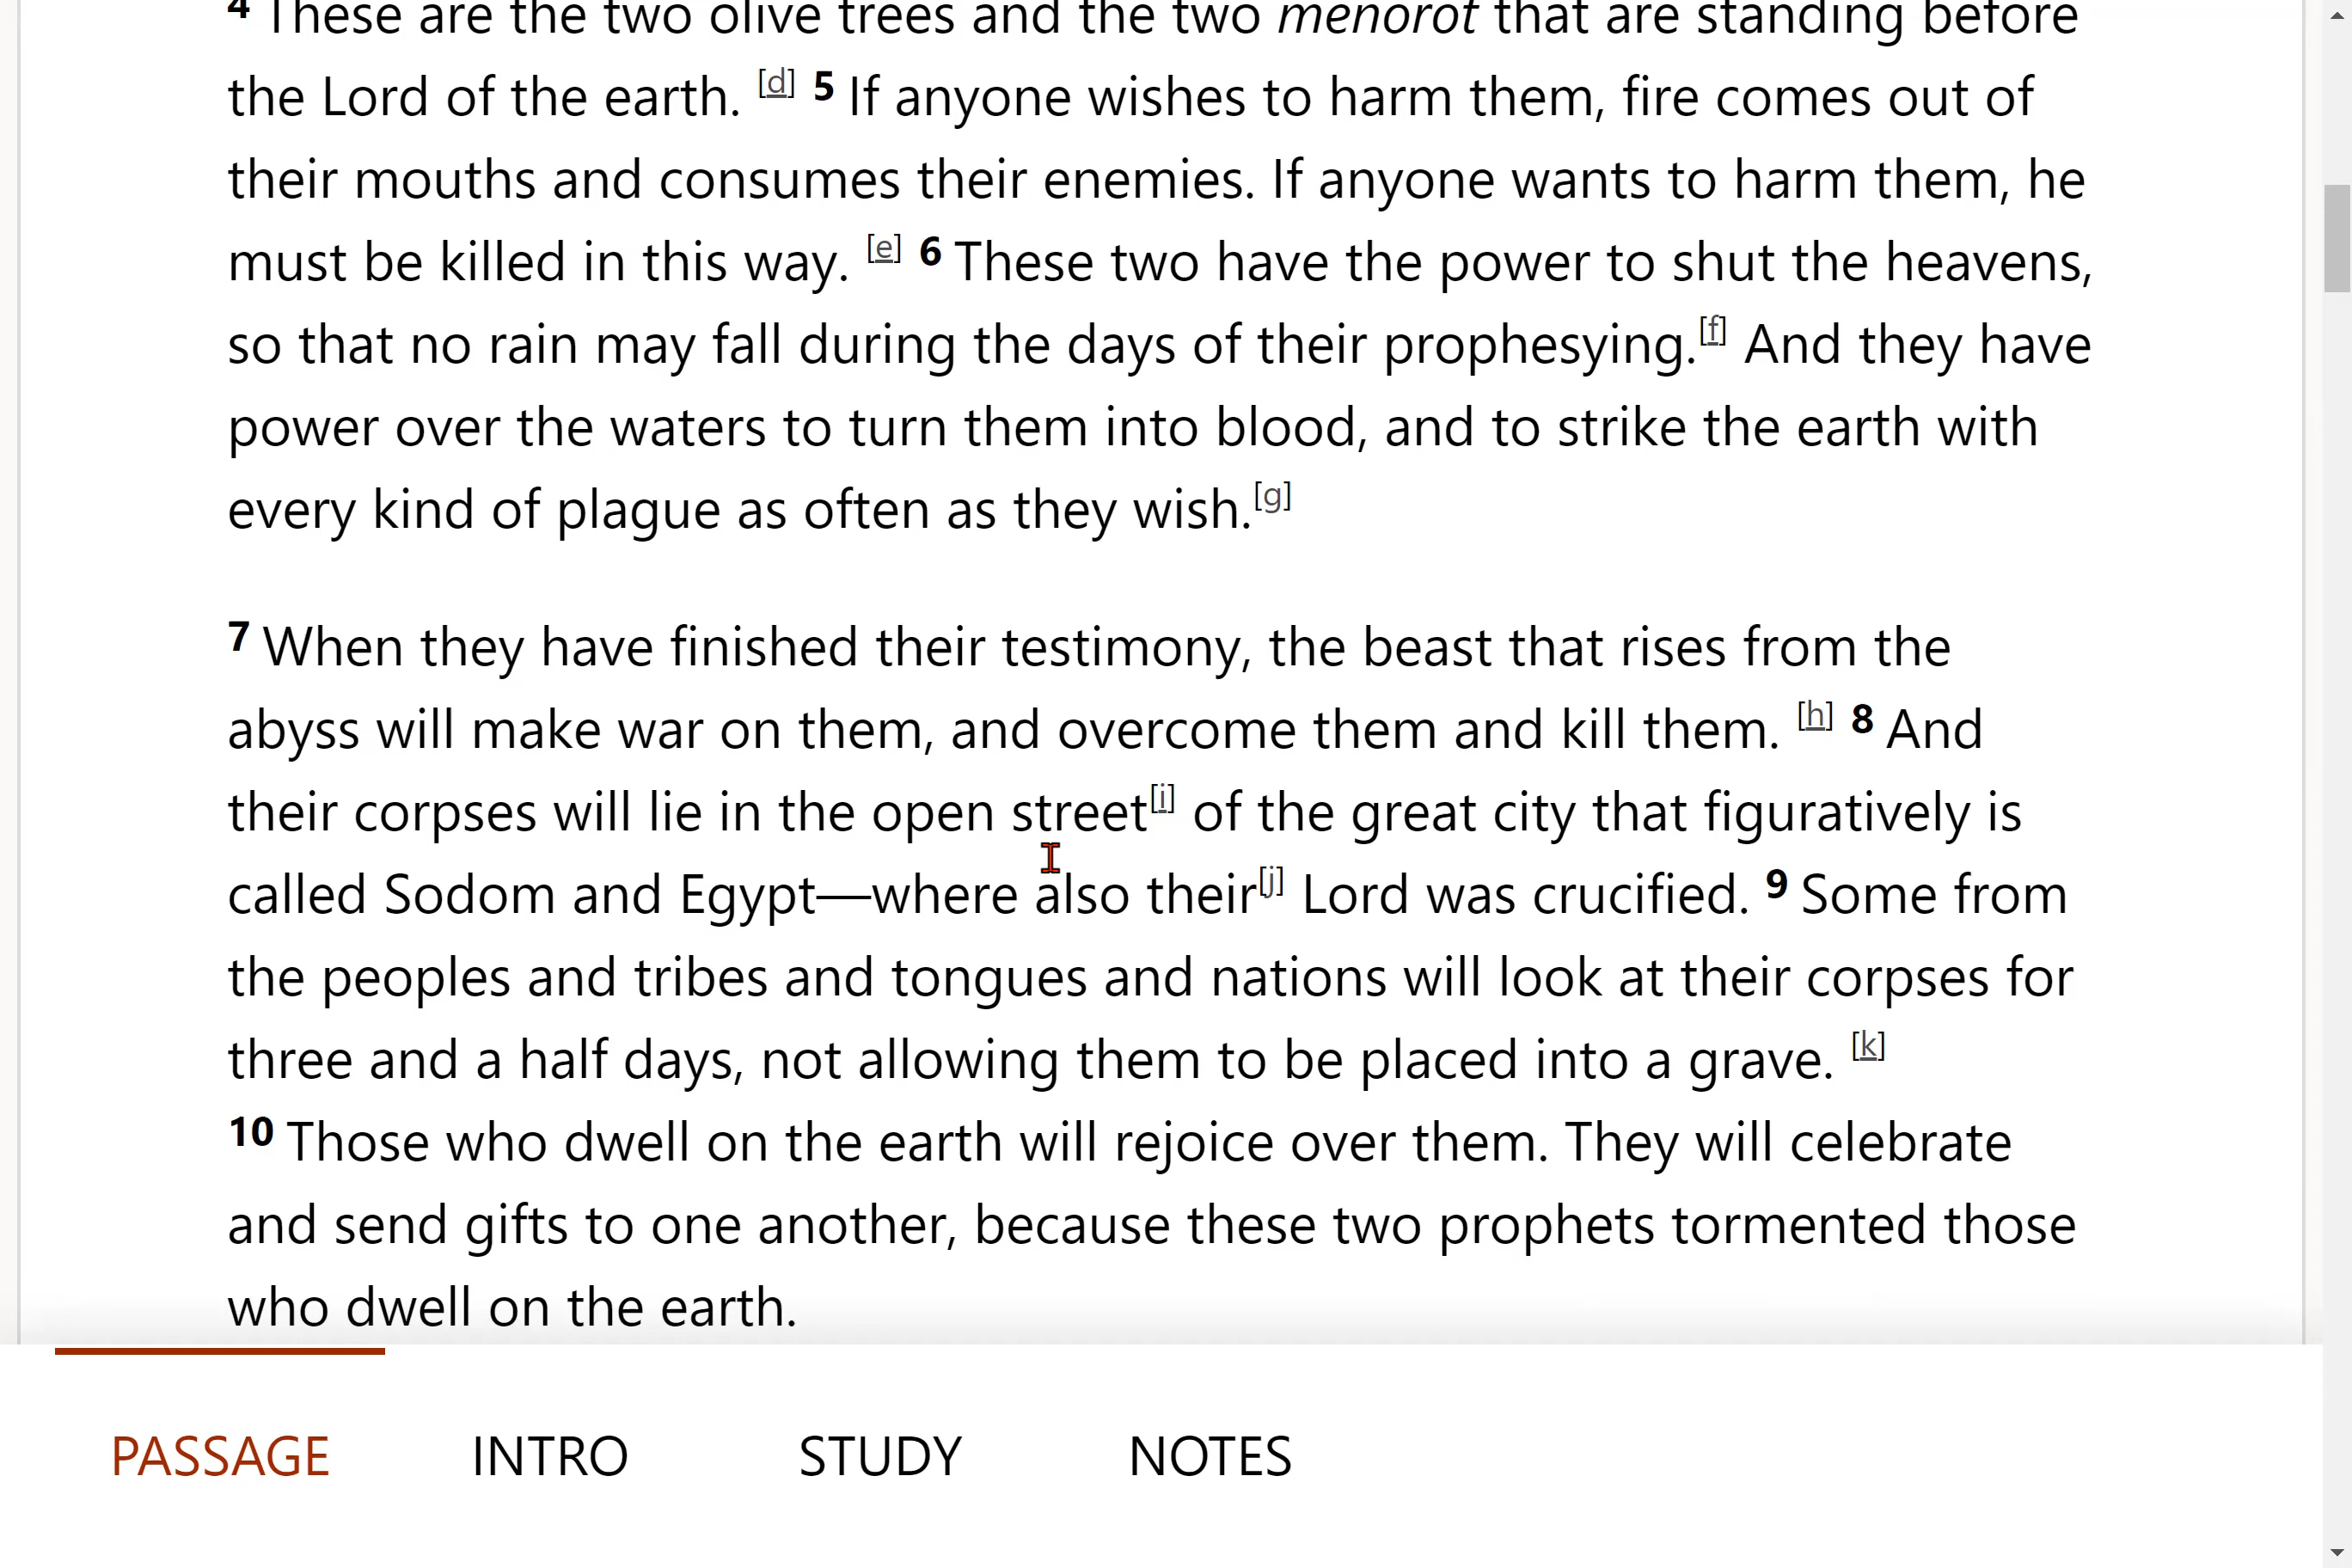 4 These are the two olive trees and the two menorot that are standing before
the Lord of the earth. [d] 5 If anyone wishes to harm them, fire comes out of
their mouths and consumes their enemies. If anyone wants to harm them, he
must be killed in this way. [e] 6 These two have the power to shut the heavens,
so that no rain may fall during the days of their prophesying.[f] And they have
power over the waters to turn them into blood, and to strike the earth with
every kind of plague as often as they wish.[g]
7 When they have finished their testimony, the beast that rises from the
abyss will make war on them, and overcome them and kill them. [h] 8 And
their corpses will lie in the open street[i] of the great city that figuratively is
called Sodom and Egypt—where also their[j] Lord was crucified. 9 Some from
the peoples and tribes and tongues and nations will look at their corpses for
three and a half days, not allowing them to be placed into a grave. [k]
10 Those who dwell on the earth will rejoice over them. They will celebrate
and send gifts to one another, because these two prophets tormented those
who dwell on the earth.
PASSAGE INTRO STUDY NOTES